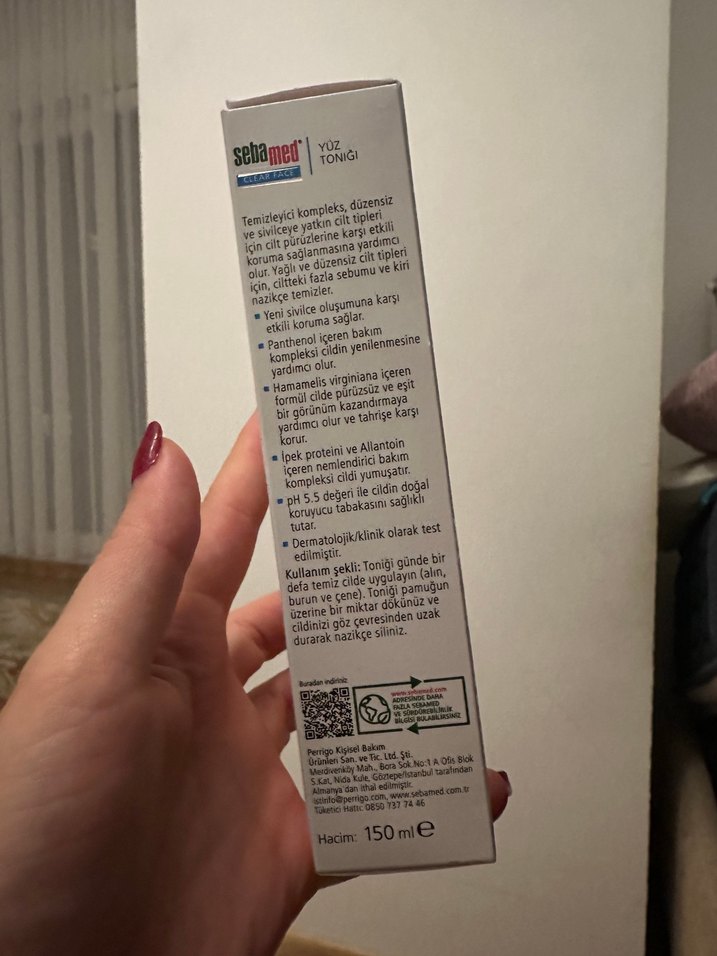 sebamed
CLEAR FACE
YÜZ
TONIĞI
Temizleyici kompleks, düzensiz
ve sivilceye yatkın cilt tipleri
için cilt pürüzlerine karşı etkili
koruma sağlanmasına yardımcı
olur. Yağlı ve düzensiz cilt tipleri
için, ciltteki fazla sebumu ve kiri
nazikçe temizler.
▪ Yeni sivilce oluşumuna karşı
etkili koruma sağlar.
▪ Panthenol içeren bakım
kompleksi cildin yenilenmesine
yardımcı olur.
▪ Hamamelis virginiana içeren
formül cilde pürüzsüz ve eşit
bir görünüm kazandırmaya
yardımcı olur ve tahrişe karşı
korur.
▪ İpek proteini ve Allantoin
içeren nemlendirici bakım
kompleksi cildi yumuşatır.
▪ pH 5.5 değeri ile cildin doğal
koruyucu tabakasını sağlıklı
tutar.
▪ Dermatolojik/klinik olarak test
edilmiştir.
Kullanım şekli: Toniği günde bir
defa temiz cilde uygulayın (alın,
burun ve çene). Toniği pamuğun
üzerine bir miktar dökünüz ve
cildinizi göz çevresinden uzak
durarak nazikçe siliniz.
Buradan indiriniz
www.sebamed.com
ADRESİNDE DAHA
FAZLA SEBAMED
VE SÜRDÜREBİLİRLİK
BİLGİSİ BULABİLİRSİNİZ
Perrigo Kişisel Bakım
Ürünleri San. ve Tic. Ltd. Şti.
Merdivenköy Mah., Bora Sok.No:1 A Ofis Blok
5.Kat, Nida Kule, Göztepe/İstanbul tarafından
Almanya'dan ithal edilmiştir.
istinfo@perrigo.com, www.sebamed.com.tr
Tüketici Hattı: 0850 737 74 46
Hacim: 150 ml ℮